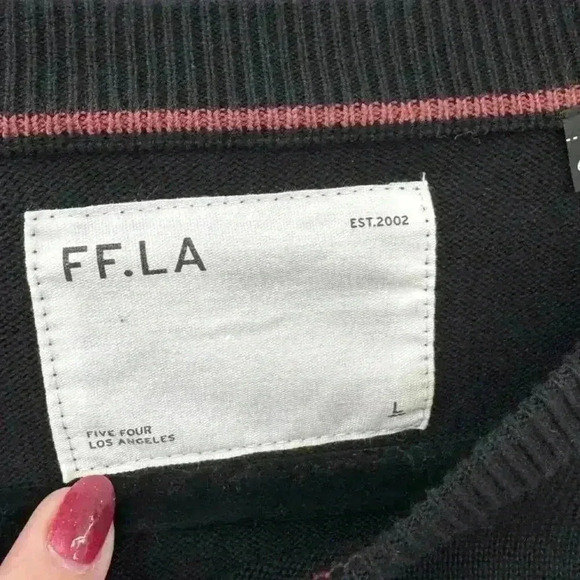 EST.2002
FF.LA
L
FIVE FOUR
LOS ANGELES